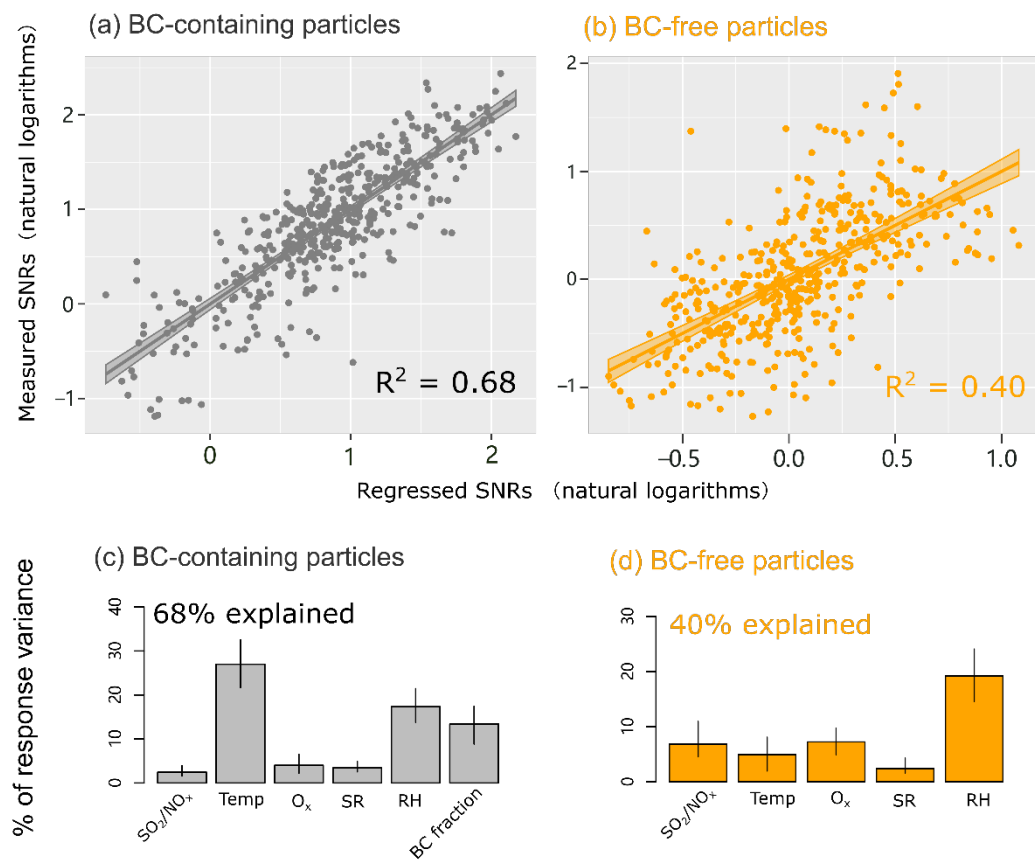 (a) BC-containing particles
(b) BC-free particles
Measured SNRs (natural logarithms)
2
1
0
−1
R² = 0.68
0
1
2
2
1
0
−1
R² = 0.40
−0.5
0.0
0.5
1.0
Regressed SNRs (natural logarithms)
% of response variance
(c) BC-containing particles
68% explained
40
30
20
10
0
SO₂/NOₓ
Temp
Oₓ
SR
RH
BC fraction
(d) BC-free particles
40% explained
30
20
10
0
SO₂/NOₓ
Temp
Oₓ
SR
RH